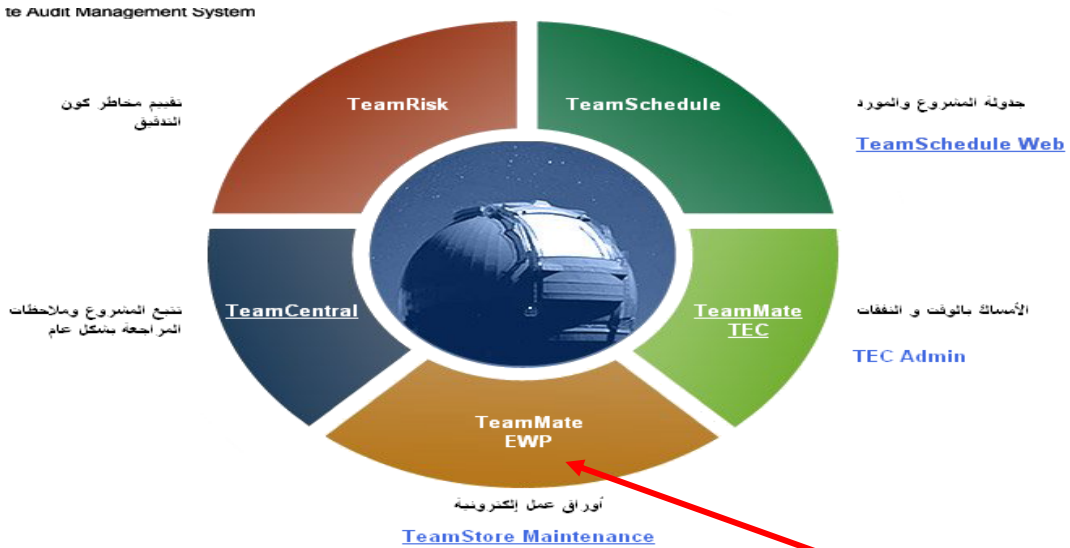 te Audit Management System
TeamRisk
TeamSchedule
تقييم مخاطر كون
التدقيق
جدولة المشروع والمورد
TeamSchedule Web
TeamCentral
TeamMate
TEC
تتبع المشروع وملاحظات
المراجعة بشكل عام
الأمساك بالوقت و النفقات
TEC Admin
TeamMate
EWP
أوراق عمل إلكترونية
TeamStore Maintenance